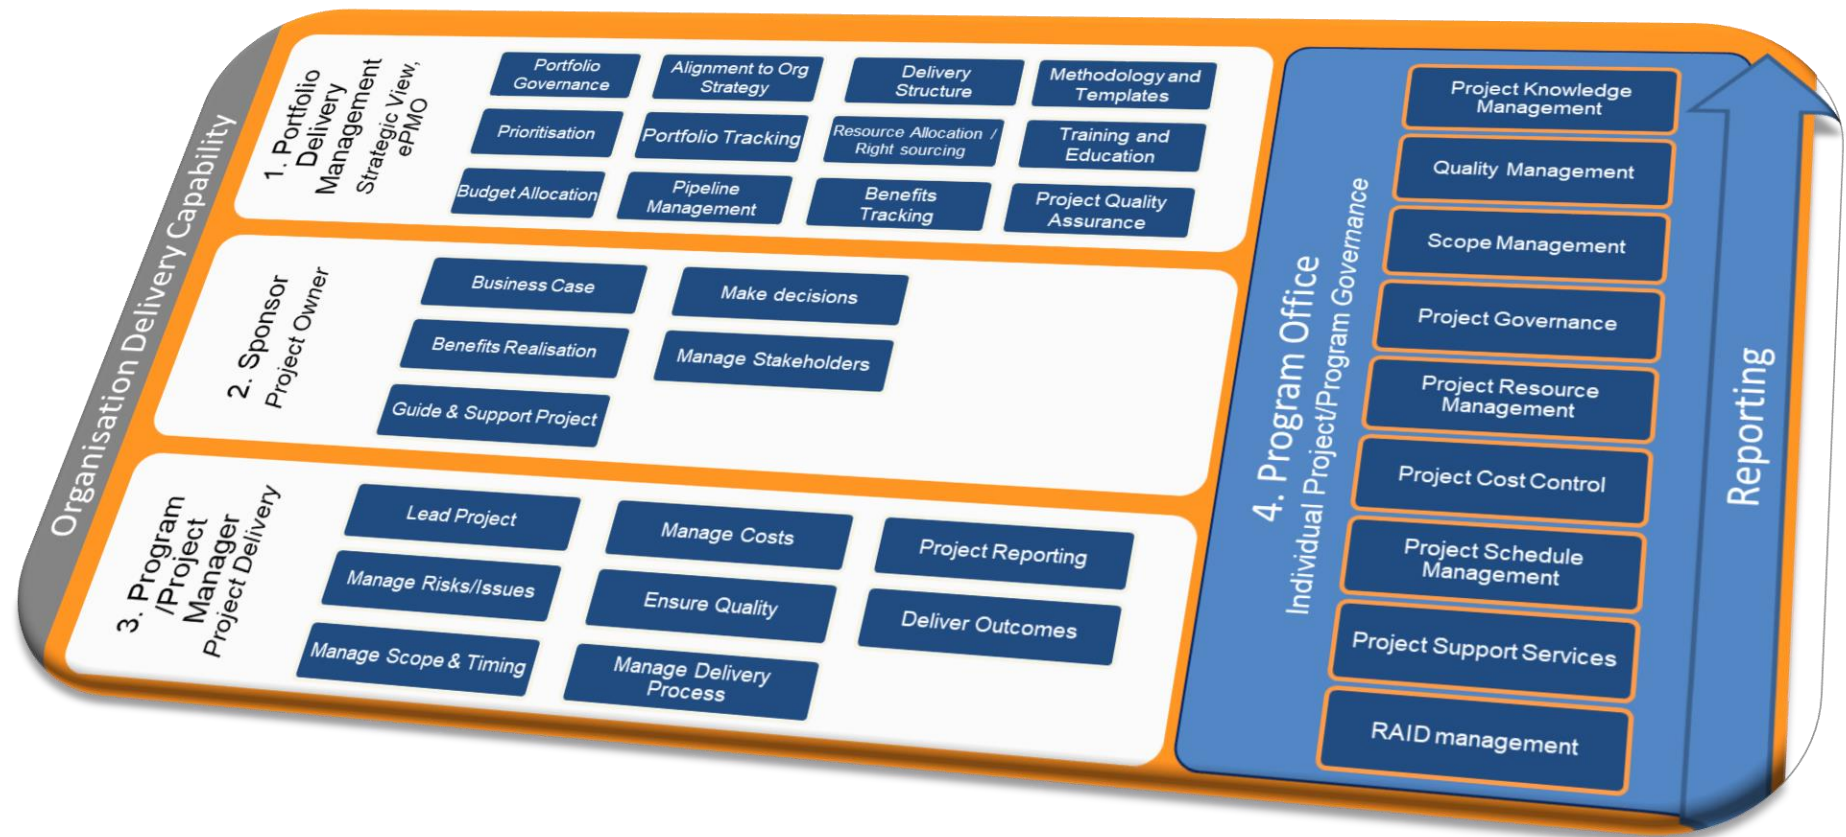 Organisation Delivery Capability
1. Portfolio
Delivery
Management
Strategic View,
ePMO
Portfolio
Governance
Alignment to Org
Strategy
Delivery
Structure
Methodology and
Templates
Prioritisation
Portfolio Tracking
Resource Allocation /
Right sourcing
Training and
Education
Budget Allocation
Pipeline
Management
Benefits
Tracking
Project Quality
Assurance
2. Sponsor
Project Owner
Business Case
Make decisions
Benefits Realisation
Manage Stakeholders
Guide & Support Project
3. Program
/Project
Manager
Project Delivery
Lead Project
Manage Costs
Project Reporting
Manage Risks/Issues
Ensure Quality
Deliver Outcomes
Manage Scope & Timing
Manage Delivery
Process
4. Program Office
Individual Project/Program Governance
Project Knowledge
Management
Quality Management
Scope Management
Project Governance
Project Resource
Management
Project Cost Control
Project Schedule
Management
Project Support Services
RAID management
Reporting